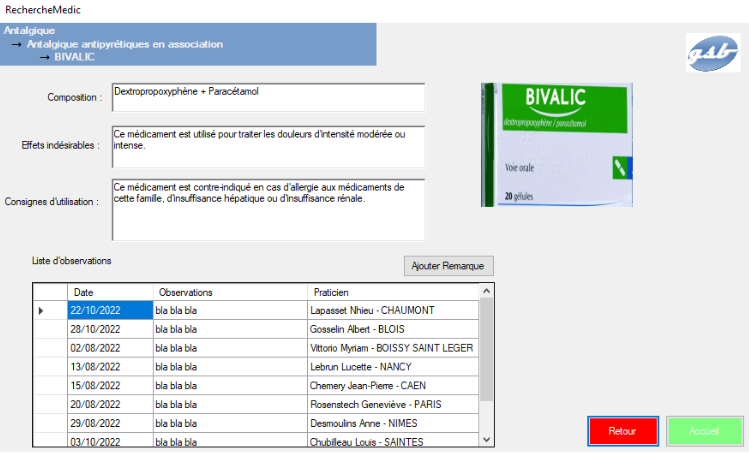 RechercheMedic
Antalgique
→ Antalgique antipyrétiques en association
→ BIVALIC
gsb
Composition :
Dextropropoxyphène + Paracétamol
Effets indésirables :
Ce médicament est utilisé pour traiter les douleurs d'intensité modérée ou
intense.
Consignes d'utilisation :
Ce médicament est contre-indiqué en cas d'allergie aux médicaments de
cette famille, d'insuffisance hépatique ou d'insuffisance rénale.
BIVALIC
dextropropoxyphène / paracétamol
Voie orale
20 gélules
Liste d'observations
Ajouter Remarque
Date Observations Praticien
22/10/2022 bla bla bla Lapasset Nhieu - CHAUMONT
28/10/2022 bla bla bla Gosselin Albert - BLOIS
02/08/2022 bla bla bla Vittorio Myriam - BOISSY SAINT LEGER
13/08/2022 bla bla bla Lebrun Lucette - NANCY
15/08/2022 bla bla bla Chemery Jean-Pierre - CAEN
20/08/2022 bla bla bla Rosenstech Geneviève - PARIS
29/08/2022 bla bla bla Desmoulins Anne - NIMES
03/10/2022 bla bla bla Chubilleau Louis - SAINTES
Retour
Accueil